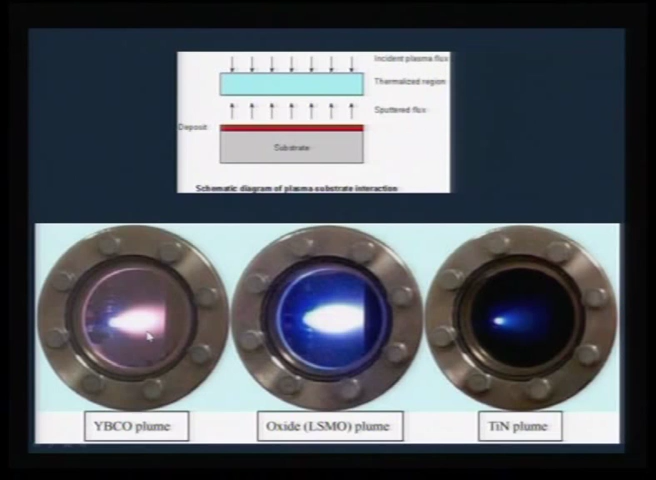 Incident plasma flux
Thermalized region
Sputtered flux
Deposit
Substrate
Schematic diagram of plasma substrate interaction
YBCO plume
Oxide (LSMO) plume
TiN plume